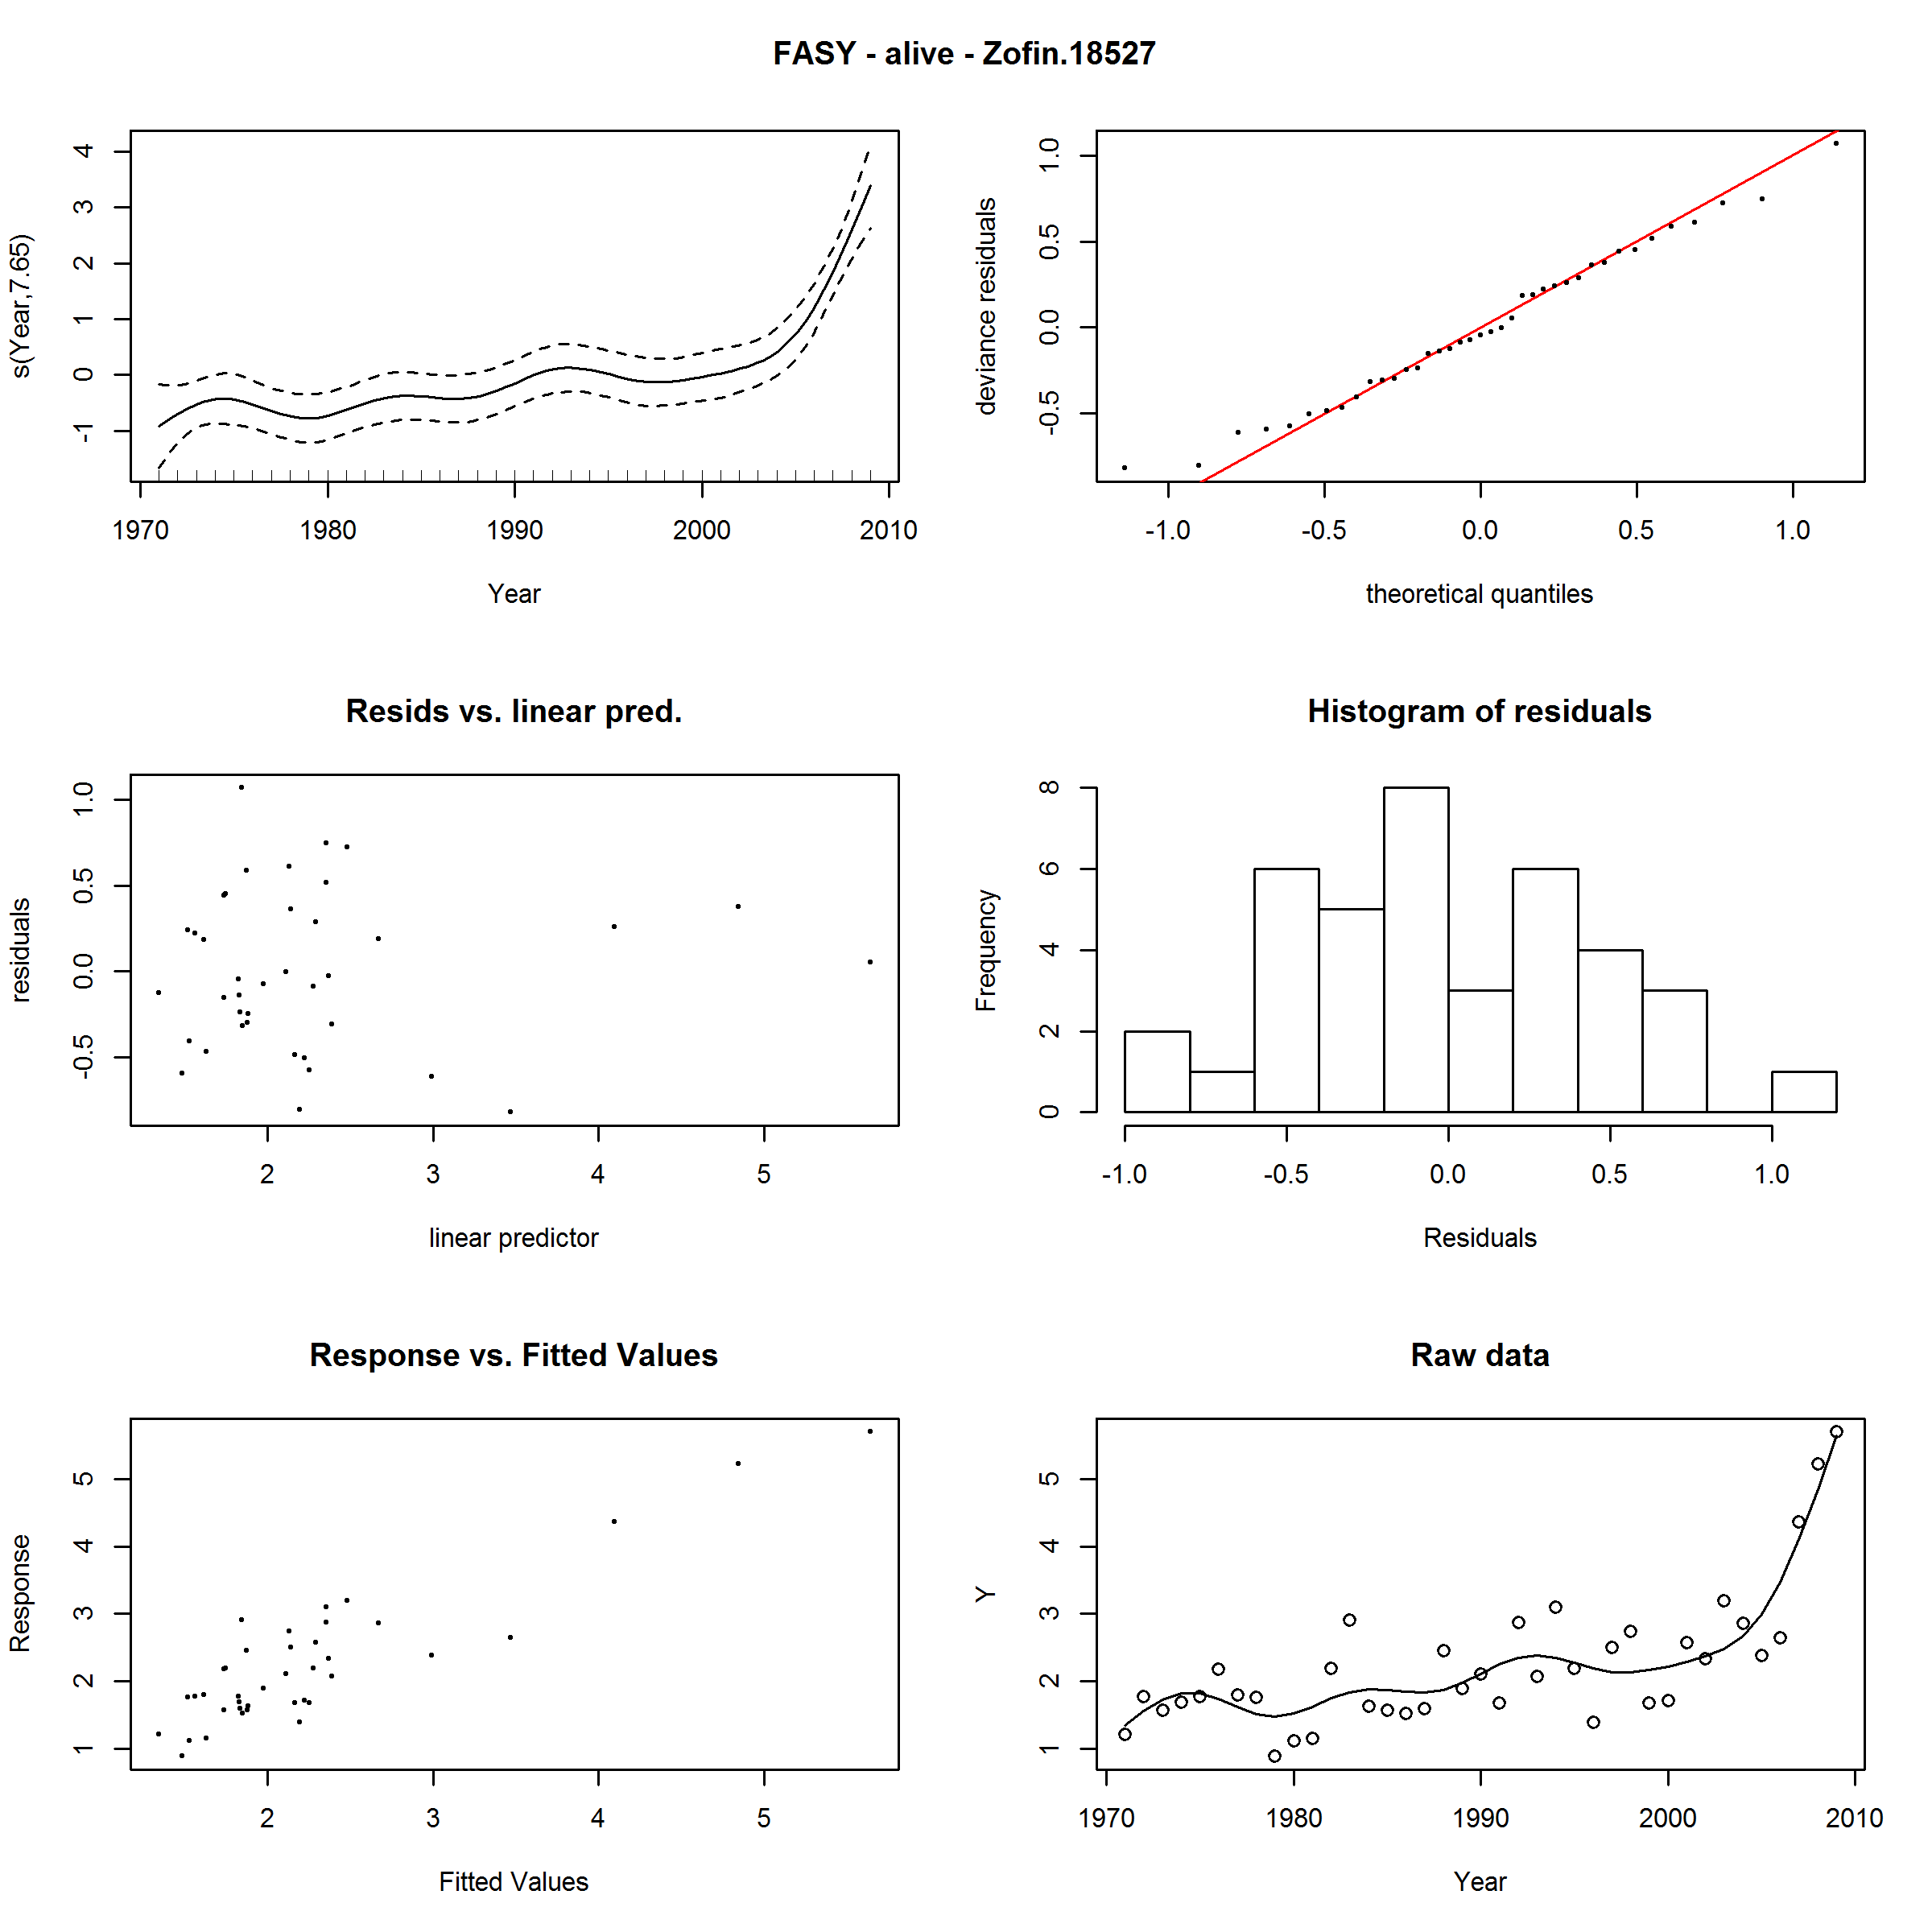 FASY - alive - Zofin.18527
s(Year,7.65)
4
3
2
1
0
-1
1970 1980 1990 2000 2010
Year
deviance residuals
1.0
0.5
0.0
-0.5
-1.0 -0.5 0.0 0.5 1.0
theoretical quantiles
Resids vs. linear pred.
residuals
1.0
0.5
0.0
-0.5
2 3 4 5
linear predictor
Histogram of residuals
Frequency
8
6
4
2
0
-1.0 -0.5 0.0 0.5 1.0
Residuals
Response vs. Fitted Values
Response
5
4
3
2
1
2 3 4 5
Fitted Values
Raw data
Y
5
4
3
2
1
1970 1980 1990 2000 2010
Year